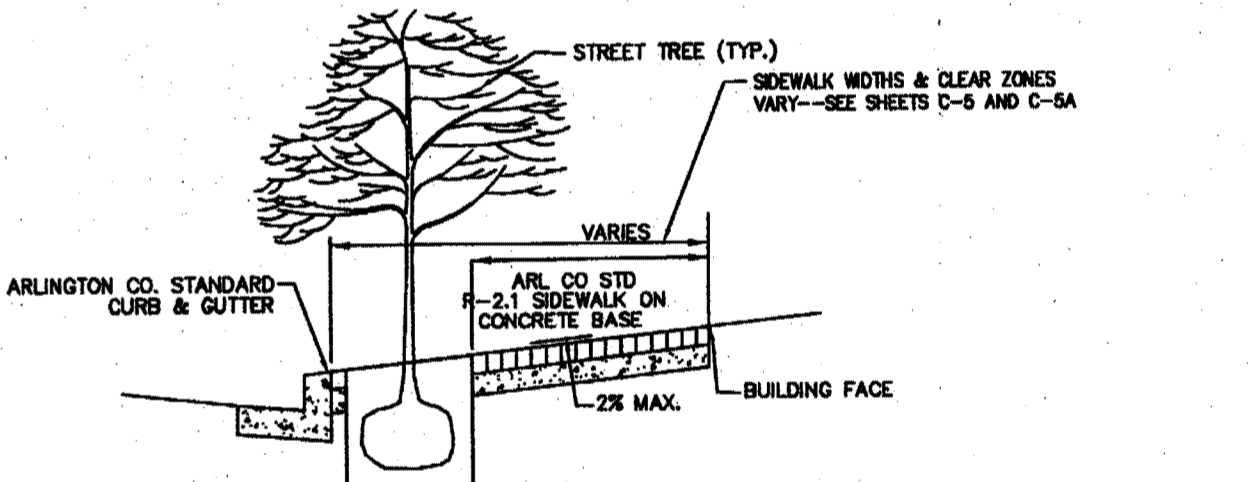 STREET TREE (TYP.)
SIDEWALK WIDTHS & CLEAR ZONES
VARY--SEE SHEETS C-5 AND C-5A
VARIES
ARLINGTON CO. STANDARD
CURB & GUTTER
ARL CO STD
R-2.1 SIDEWALK ON
CONCRETE BASE
2% MAX.
BUILDING FACE